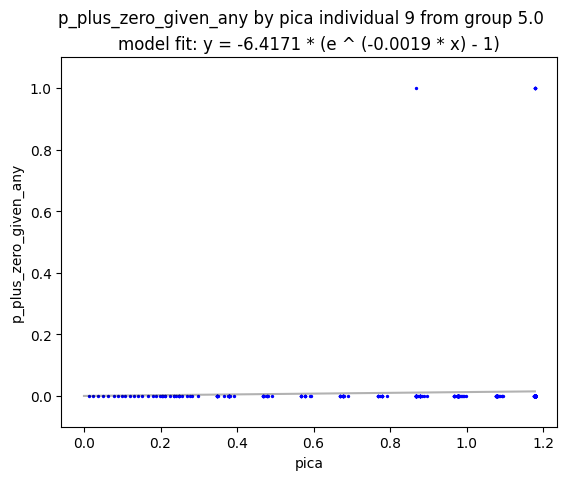 p_plus_zero_given_any by pica individual 9 from group 5.0
model fit: y = -6.4171 * (e ^ (-0.0019 * x) - 1)
1.0
0.8
0.6
0.4
0.2
0.0
p_plus_zero_given_any
0.0 0.2 0.4 0.6 0.8 1.0 1.2
pica